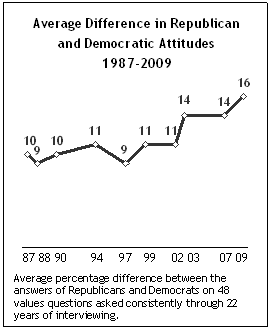 Average Difference in Republican
and Democratic Attitudes
1987-2009
10 9 10 11 9 11 11 14 14 16
87 88 90 94 97 99 02 03 07 09
Average percentage difference between the
answers of Republicans and Democrats on 48
values questions asked consistently through 22
years of interviewing.